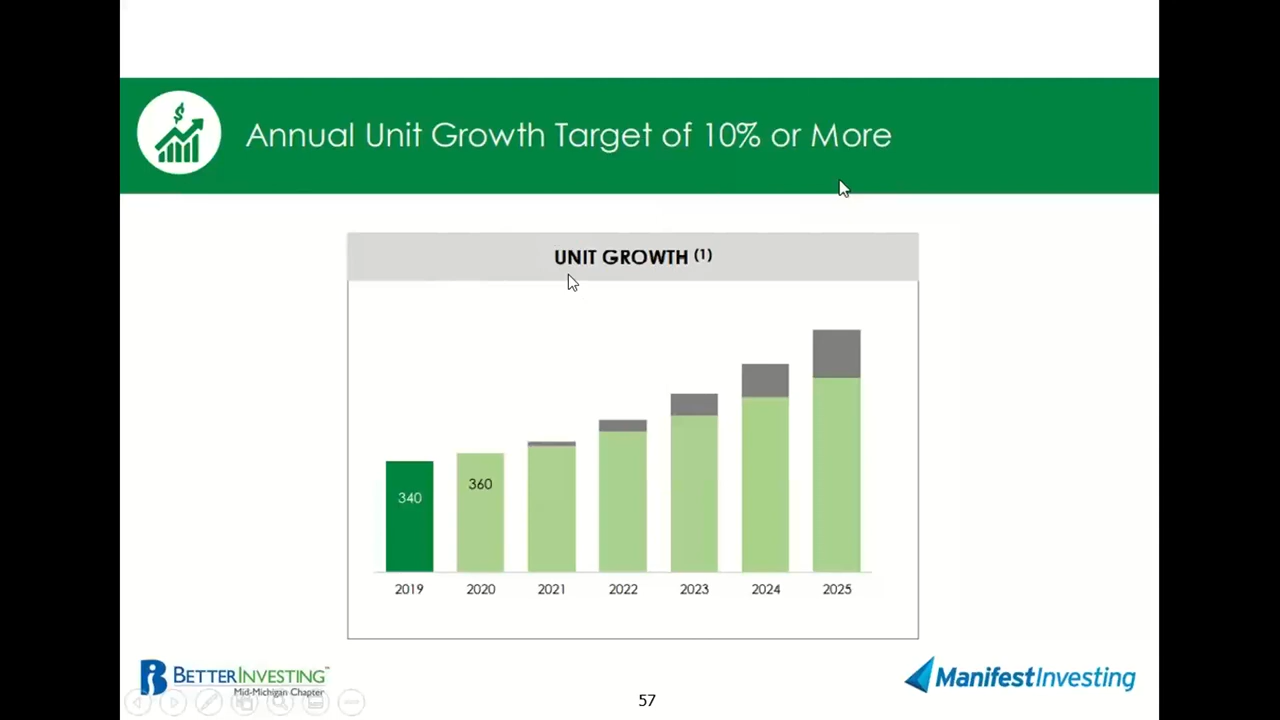 $
Annual Unit Growth Target of 10% or More
UNIT GROWTH (1)
340
360
2019 2020 2021 2022 2023 2024 2025
BETTERINVESTING™
Mid-Michigan Chapter
57
ManifestInvesting